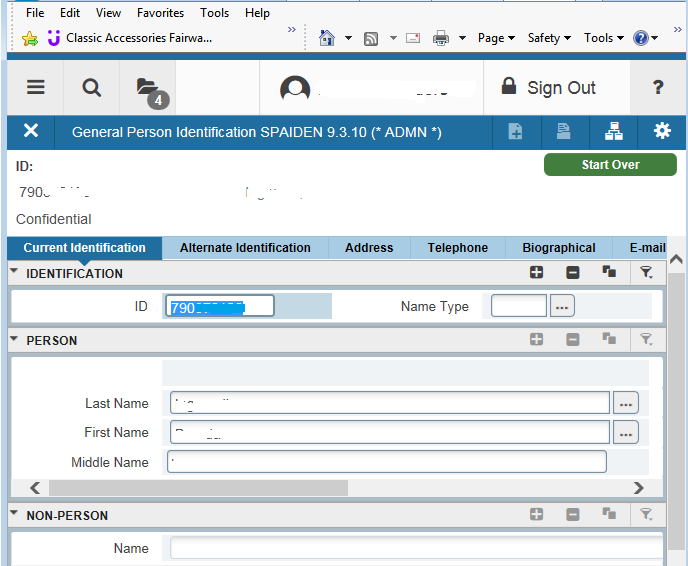 File Edit View Favorites Tools Help
Classic Accessories Fairwa... » Page Safety Tools ? »
4 Sign Out ?
X General Person Identification SPAIDEN 9.3.10 (* ADMN *)
ID: Start Over
Confidential
Current Identification Alternate Identification Address Telephone Biographical E-mail
IDENTIFICATION
ID 790 Name Type ...
PERSON
Last Name ...
First Name ...
Middle Name
NON-PERSON
Name